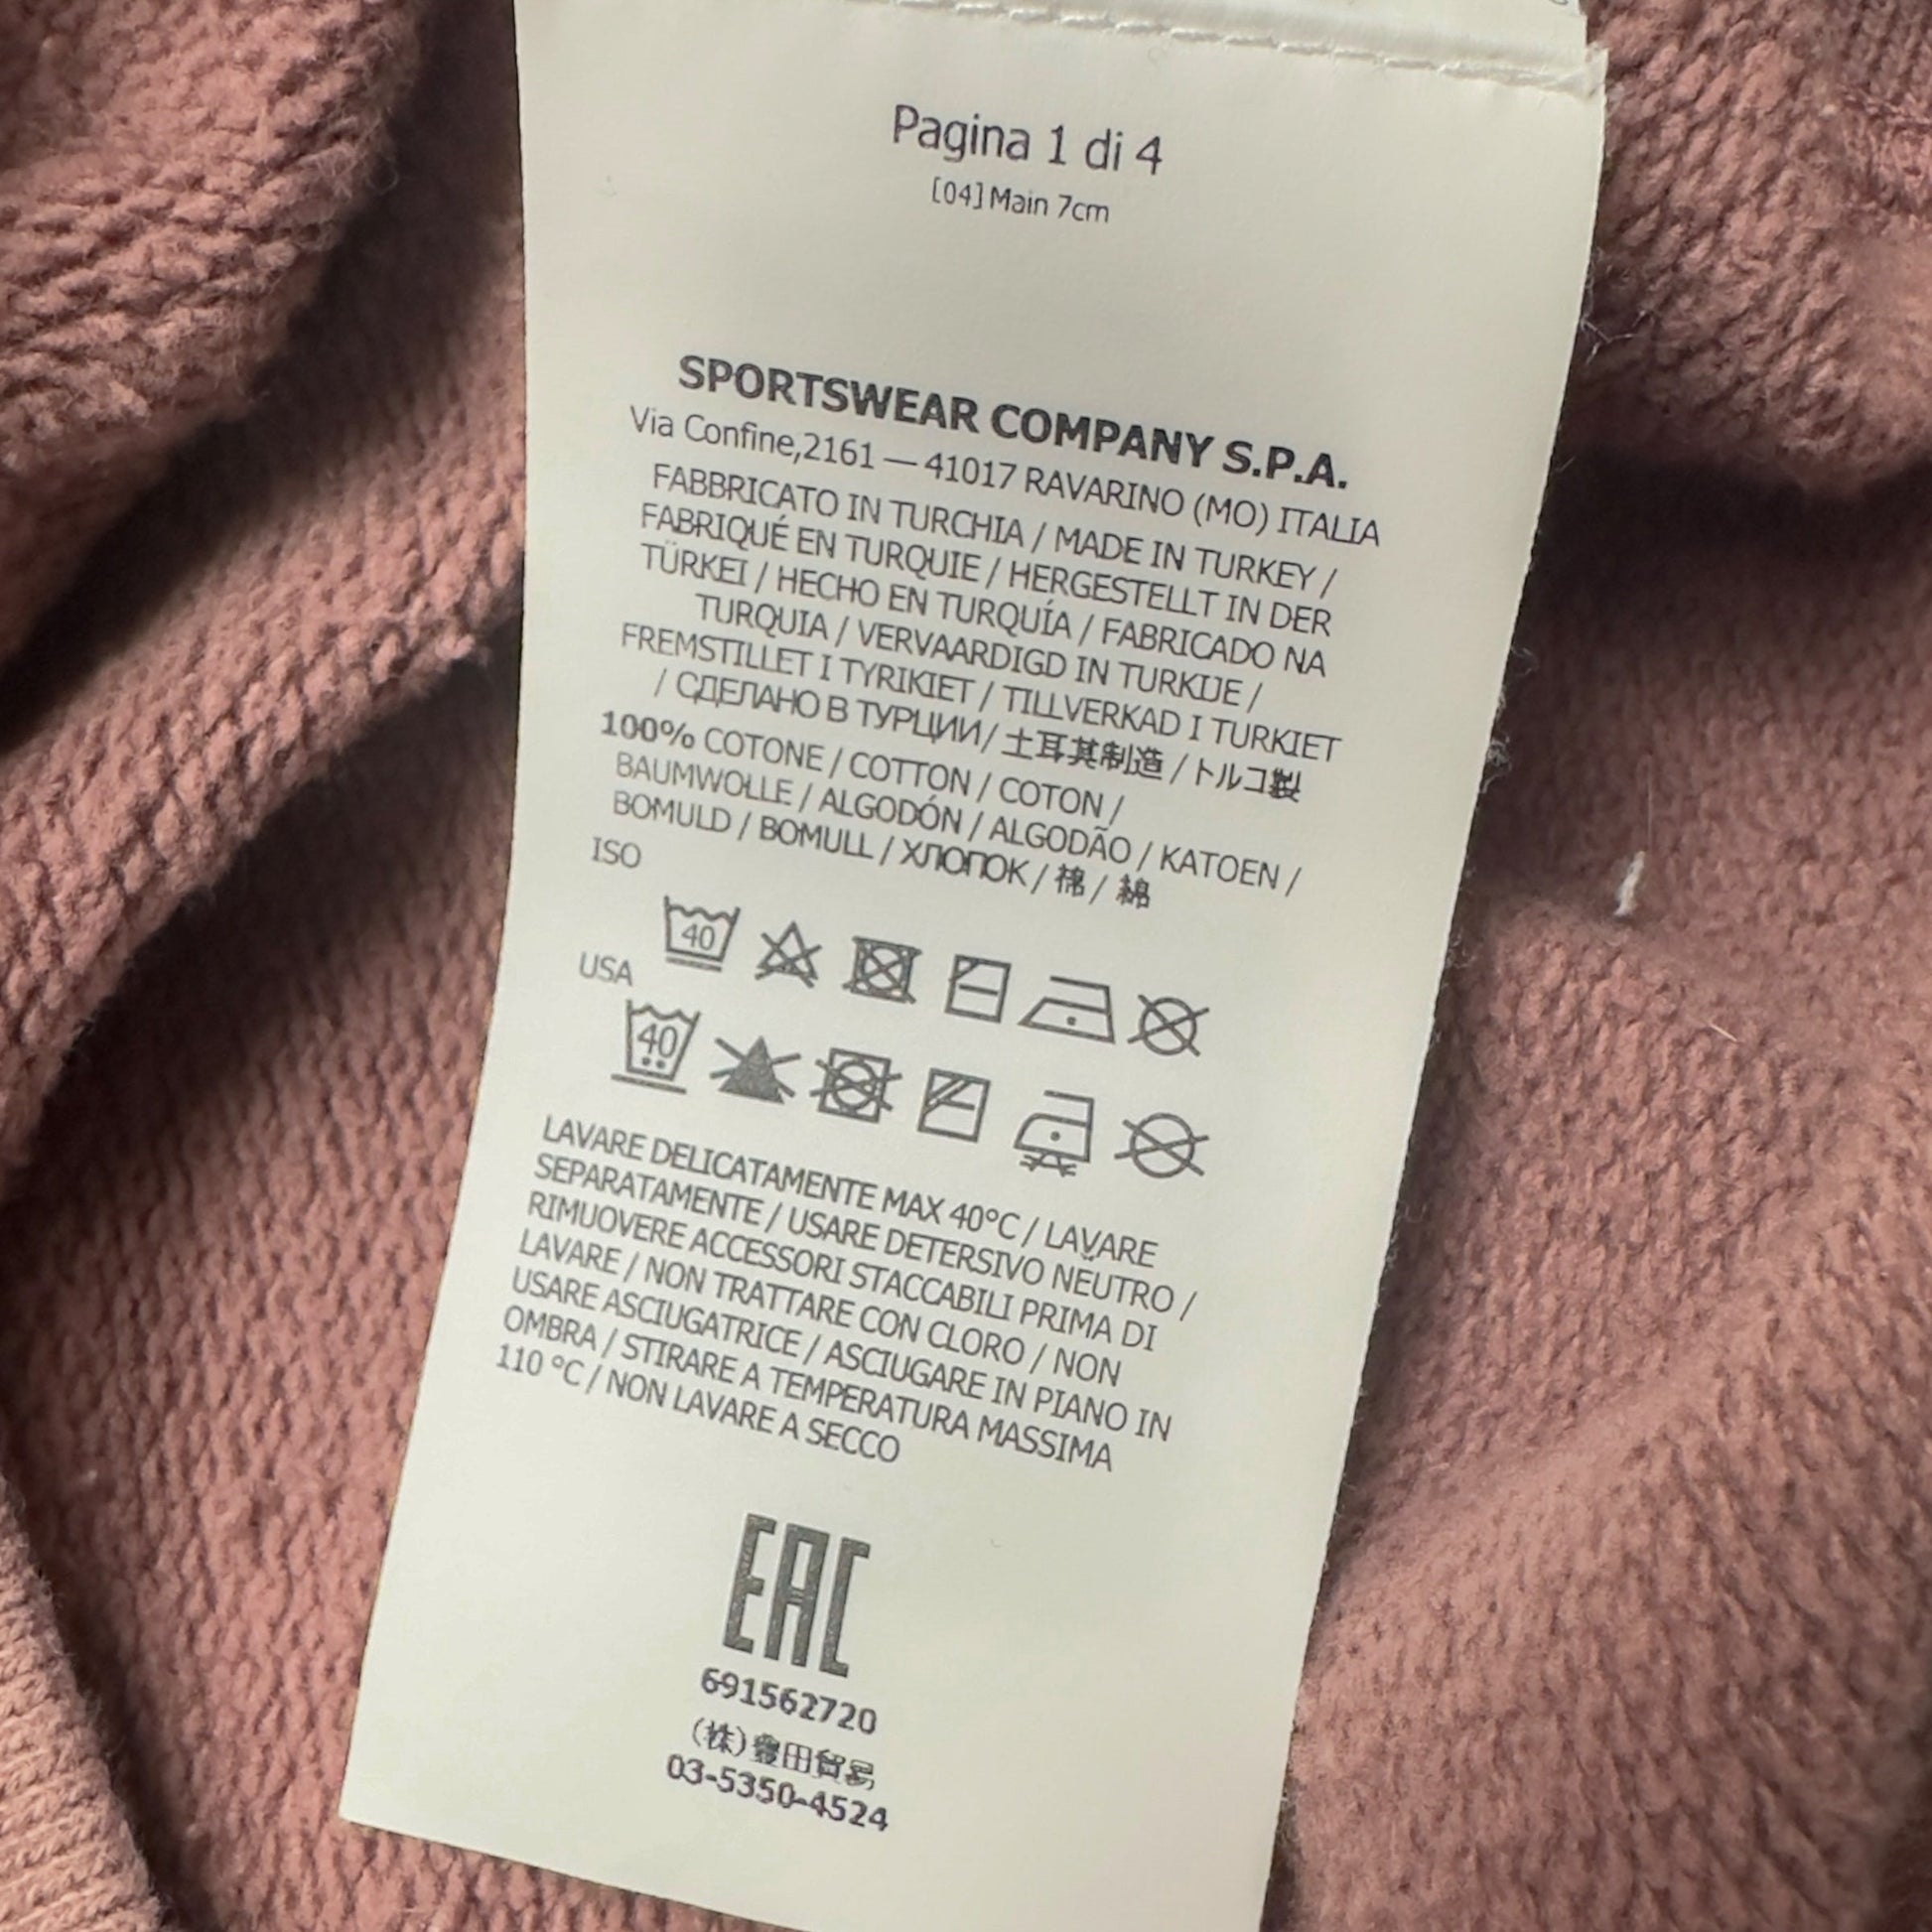 Pagina 1 di 4
[04] Main 7cm
SPORTSWEAR COMPANY S.P.A.
Via Confine,2161 — 41017 RAVARINO (MO) ITALIA
FABBRICATO IN TURCHIA / MADE IN TURKEY /
FABRIQUÉ EN TURQUIE / HERGESTELLT IN DER
TÜRKEI / HECHO EN TURQUÍA / FABRICADO NA
TURQUIA / VERVAARDIGD IN TURKIJE /
FREMSTILLET I TYRIKIET / TILLVERKAD I TURKIET
/ СДЕЛАНО В ТУРЦИИ / 土耳其制造 / トルコ製
100% COTONE / COTTON / COTON /
BAUMWOLLE / ALGODÓN / ALGODÃO / KATOEN /
BOMULD / BOMULL / ХЛОПОК / 棉 / 綿
ISO
40
USA
40
LAVARE DELICATAMENTE MAX 40°C / LAVARE
SEPARATAMENTE / USARE DETERSIVO NEUTRO /
RIMUOVERE ACCESSORI STACCABILI PRIMA DI
LAVARE / NON TRATTARE CON CLORO / NON
USARE ASCIUGATRICE / ASCIUGARE IN PIANO IN
OMBRA / STIRARE A TEMPERATURA MASSIMA
110 °C / NON LAVARE A SECCO
EAC
691562720
(株)豊田貿易
03-5350-4524